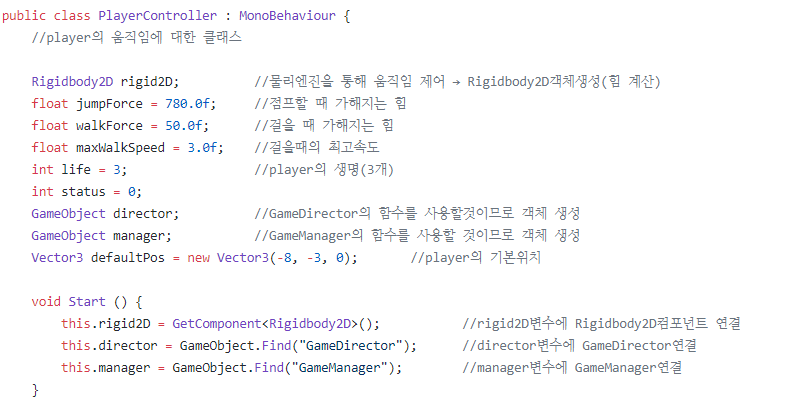 public class PlayerController : MonoBehaviour {
//player의 움직임에 대한 클래스
Rigidbody2D rigid2D; //물리엔진을 통해 움직임 제어 → Rigidbody2D객체생성(힘 계산)
float jumpForce = 780.0f; //점프할 때 가해지는 힘
float walkForce = 50.0f; //걸을 때 가해지는 힘
float maxWalkSpeed = 3.0f; //걸을때의 최고속도
int life = 3; //player의 생명(3개)
int status = 0;
GameObject director; //GameDirector의 함수를 사용할것이므로 객체 생성
GameObject manager; //GameManager의 함수를 사용할 것이므로 객체 생성
Vector3 defaultPos = new Vector3(-8, -3, 0); //player의 기본위치
void Start () {
this.rigid2D = GetComponent<Rigidbody2D>(); //rigid2D변수에 Rigidbody2D컴포넌트 연결
this.director = GameObject.Find("GameDirector"); //director변수에 GameDirector연결
this.manager = GameObject.Find("GameManager"); //manager변수에 GameManager연결
}